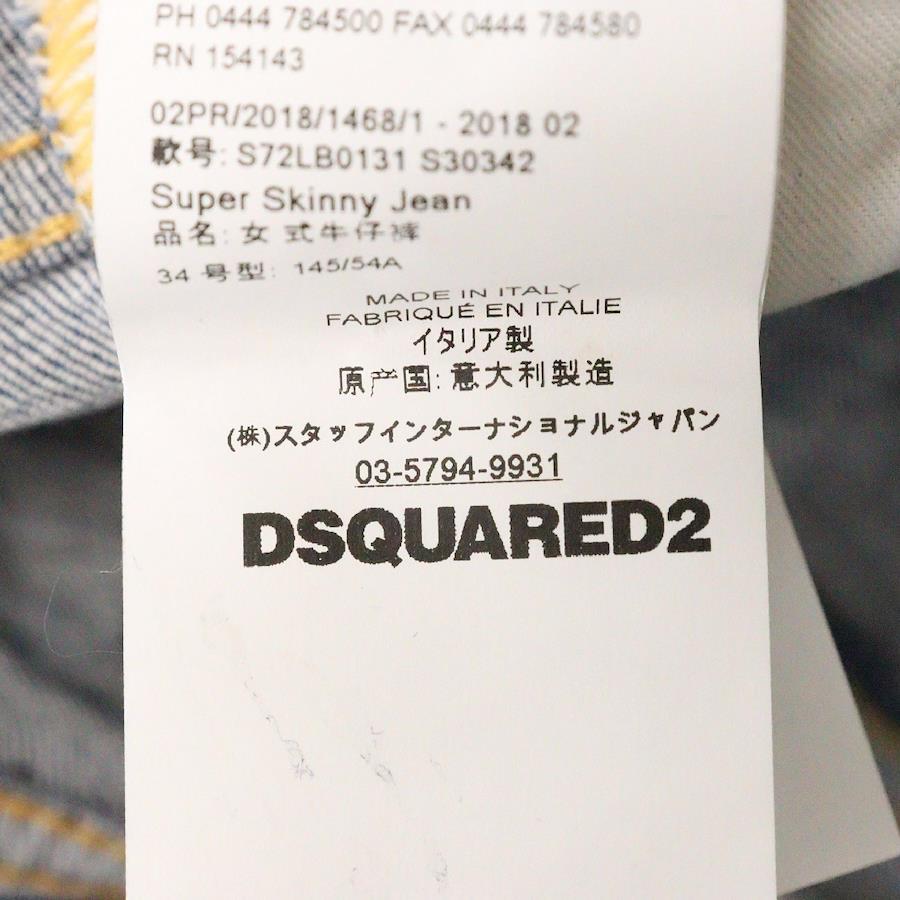 PH 0444 784500 FAX 0444 784580
RN 154143
02PR/2018/1468/1 - 2018 02
款号: S72LB0131 S30342
Super Skinny Jean
品名: 女 式牛仔裤
34 号型: 145/54A
MADE IN ITALY
FABRIQUÉ EN ITALIE
イタリア製
原产国: 意大利製造
(株)スタッフインターナショナルジャパン
03-5794-9931
DSQUARED2